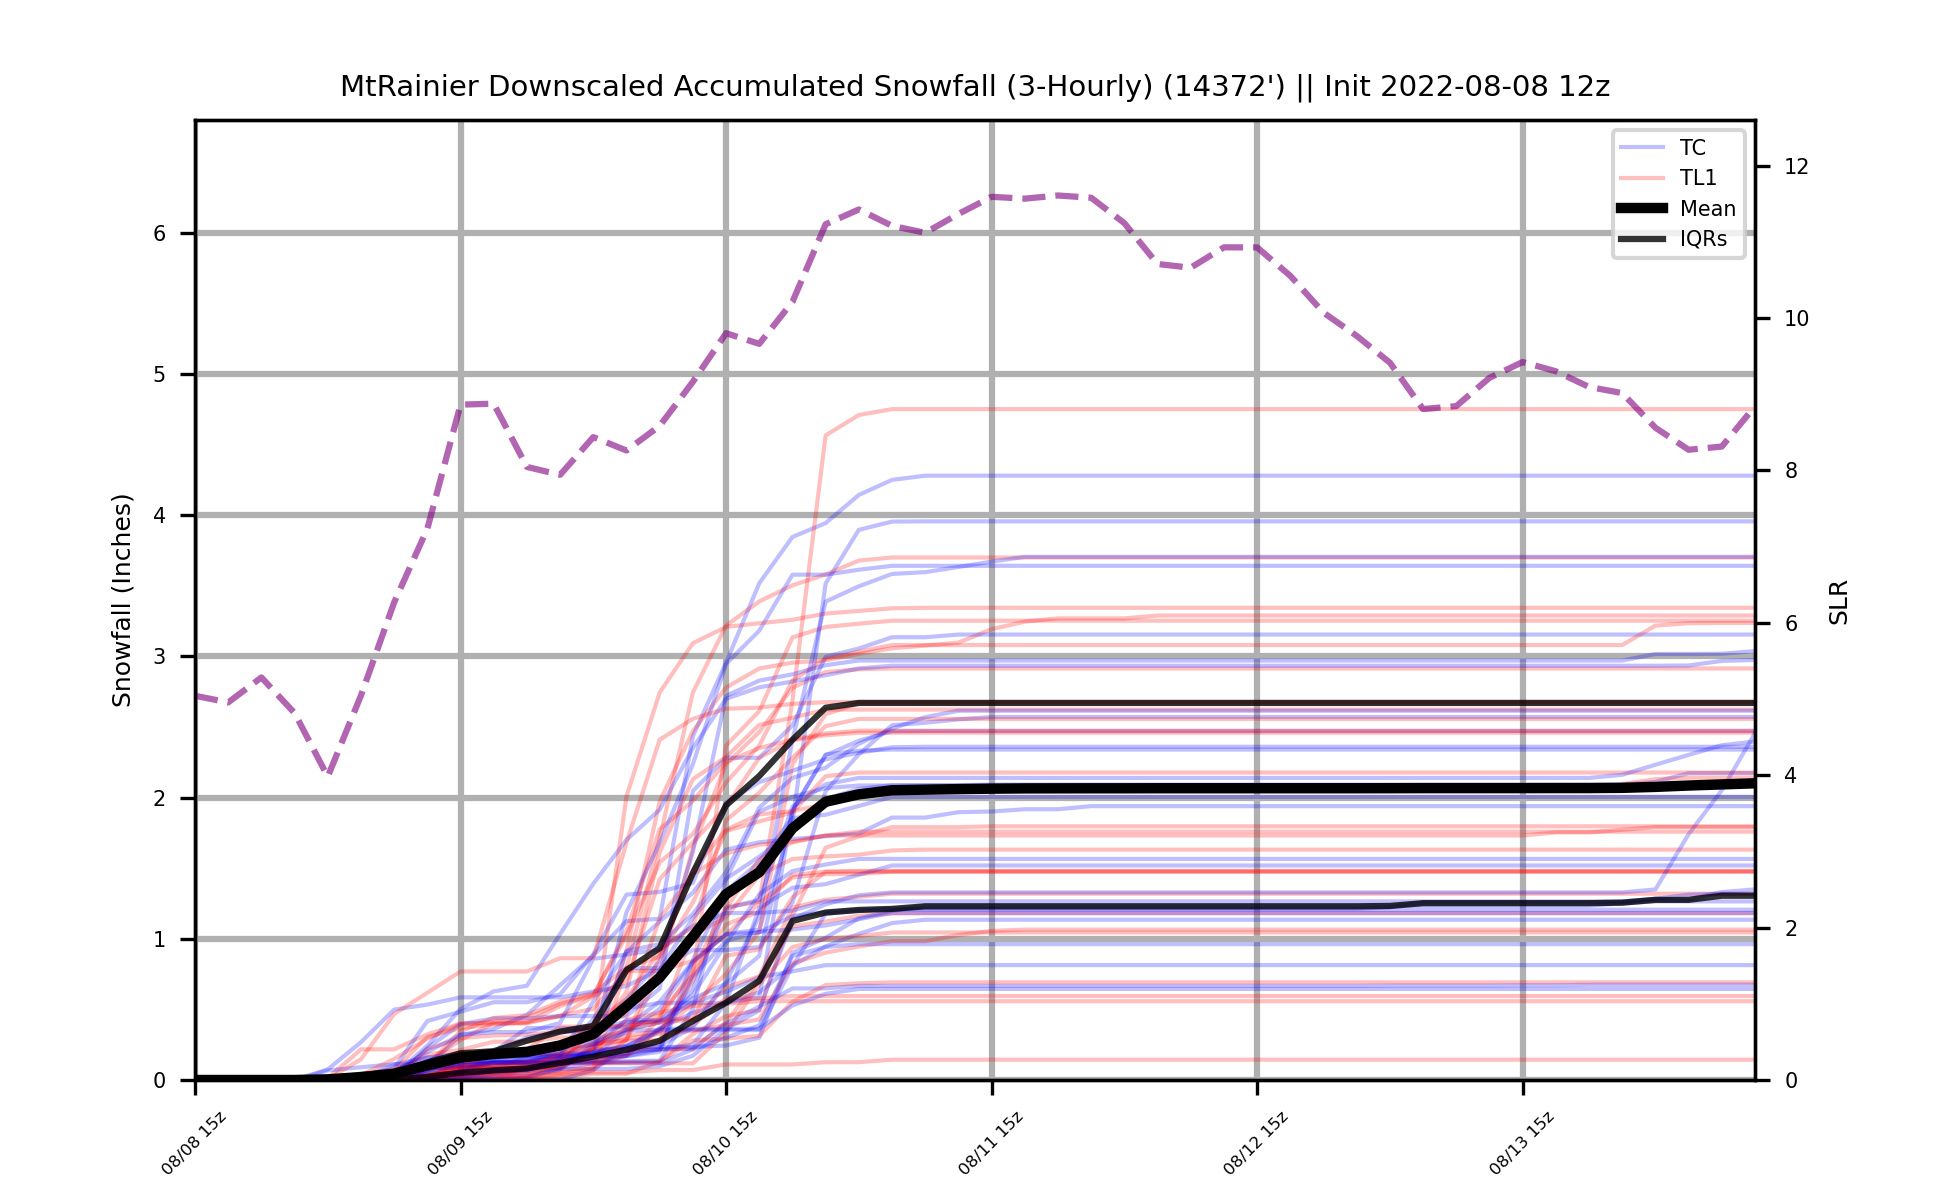 MtRainier Downscaled Accumulated Snowfall (3-Hourly) (14372') || Init 2022-08-08 12z
TC
TL1
Mean
IQRs
Snowfall (Inches)
6
5
4
3
2
1
0
SLR
12
10
8
6
4
2
0
08/08 15z
08/09 15z
08/10 15z
08/11 15z
08/12 15z
08/13 15z